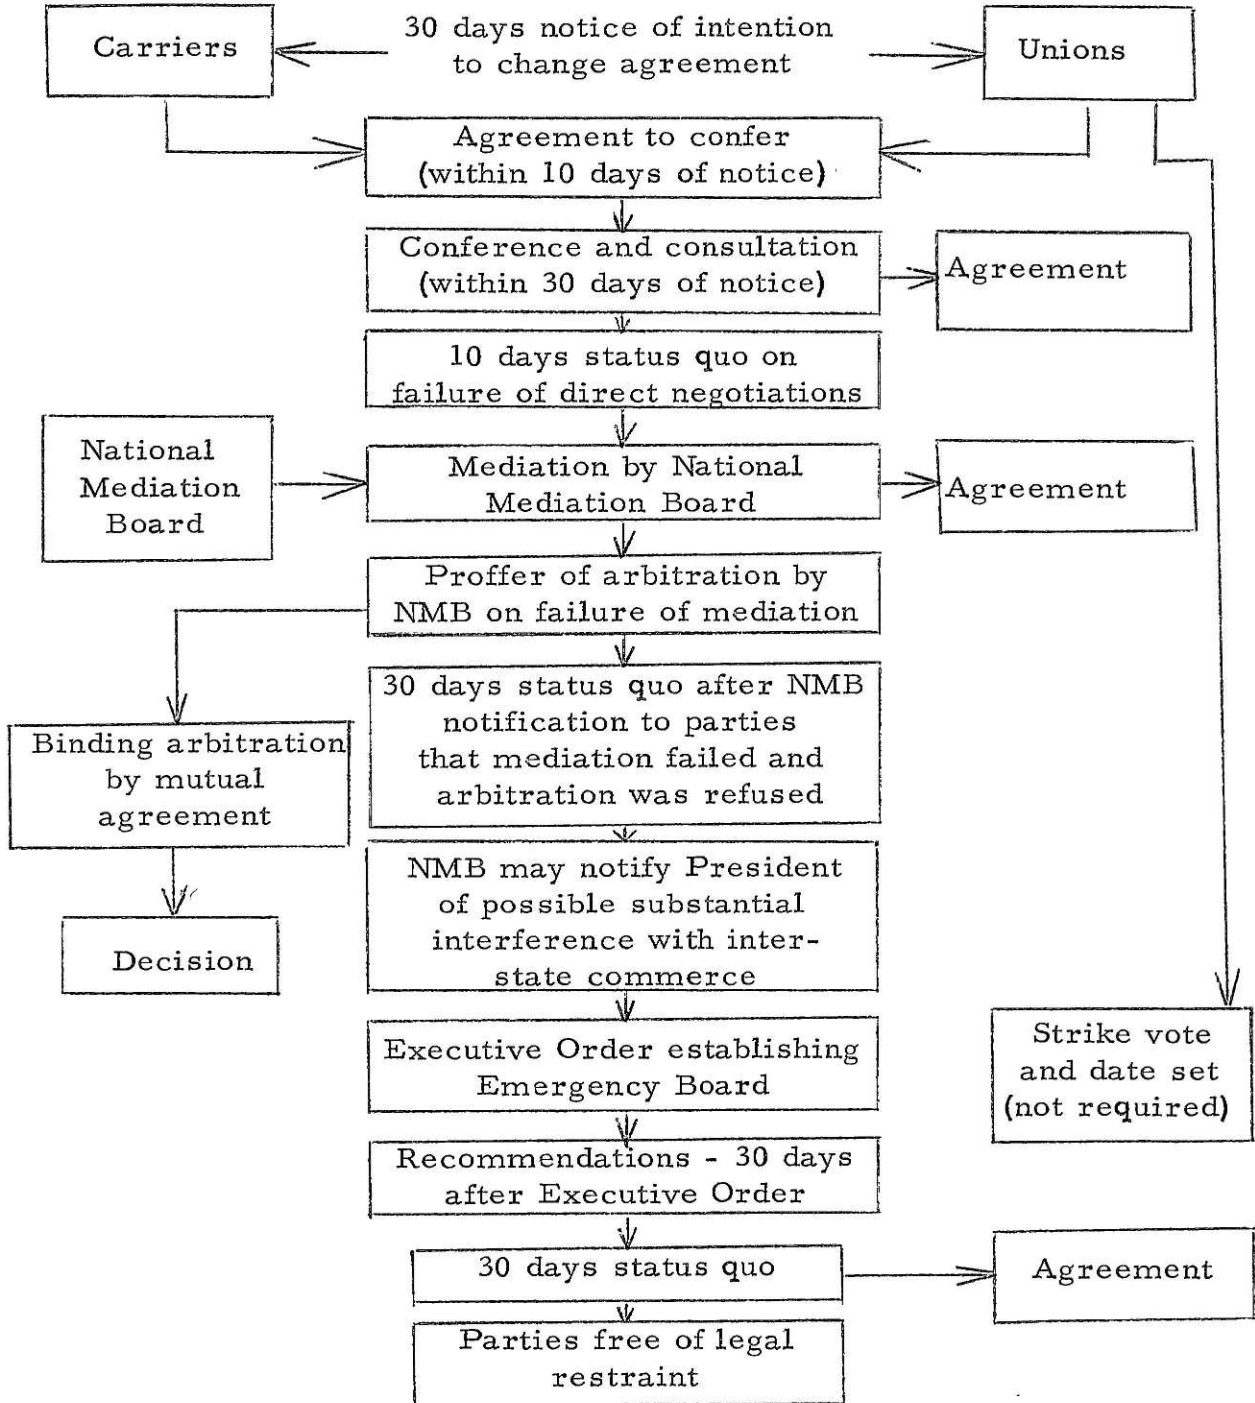 Carriers
30 days notice of intention
to change agreement
Unions
Agreement to confer
(within 10 days of notice)
Conference and consultation
(within 30 days of notice)
Agreement
10 days status quo on
failure of direct negotiations
National
Mediation
Board
Mediation by National
Mediation Board
Agreement
Proffer of arbitration by
NMB on failure of mediation
30 days status quo after NMB
notification to parties
that mediation failed and
arbitration was refused
Binding arbitration
by mutual
agreement
NMB may notify President
of possible substantial
interference with inter-
state commerce
Decision
Executive Order establishing
Emergency Board
Strike vote
and date set
(not required)
Recommendations - 30 days
after Executive Order
30 days status quo
Agreement
Parties free of legal
restraint